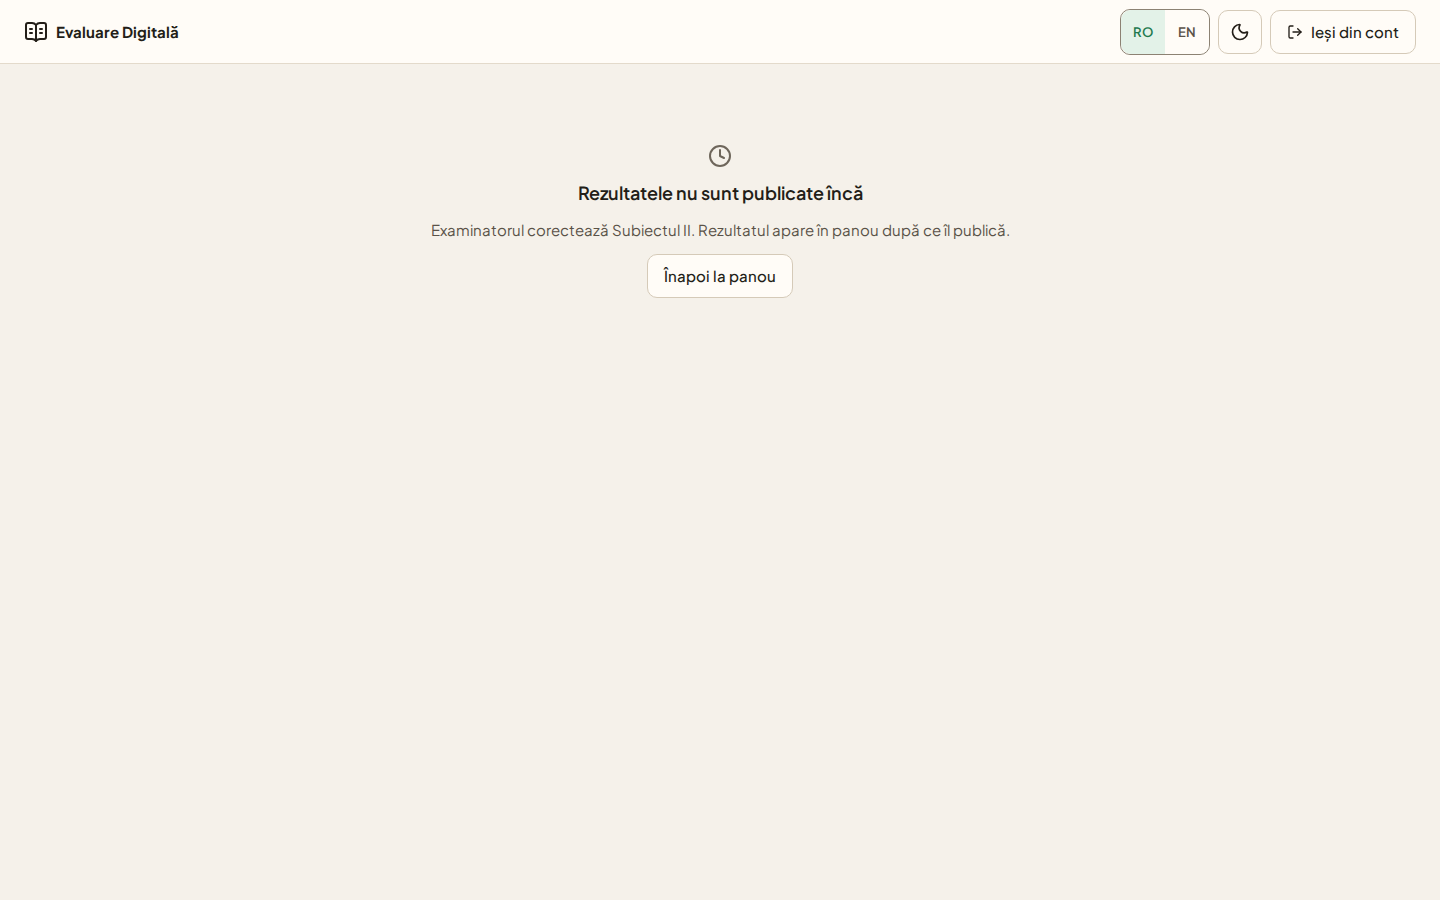 Evaluare Digitală
RO EN
Ieși din cont
Rezultatele nu sunt publicate încă
Examinatorul corectează Subiectul II. Rezultatul apare în panou după ce îl publică.
Înapoi la panou